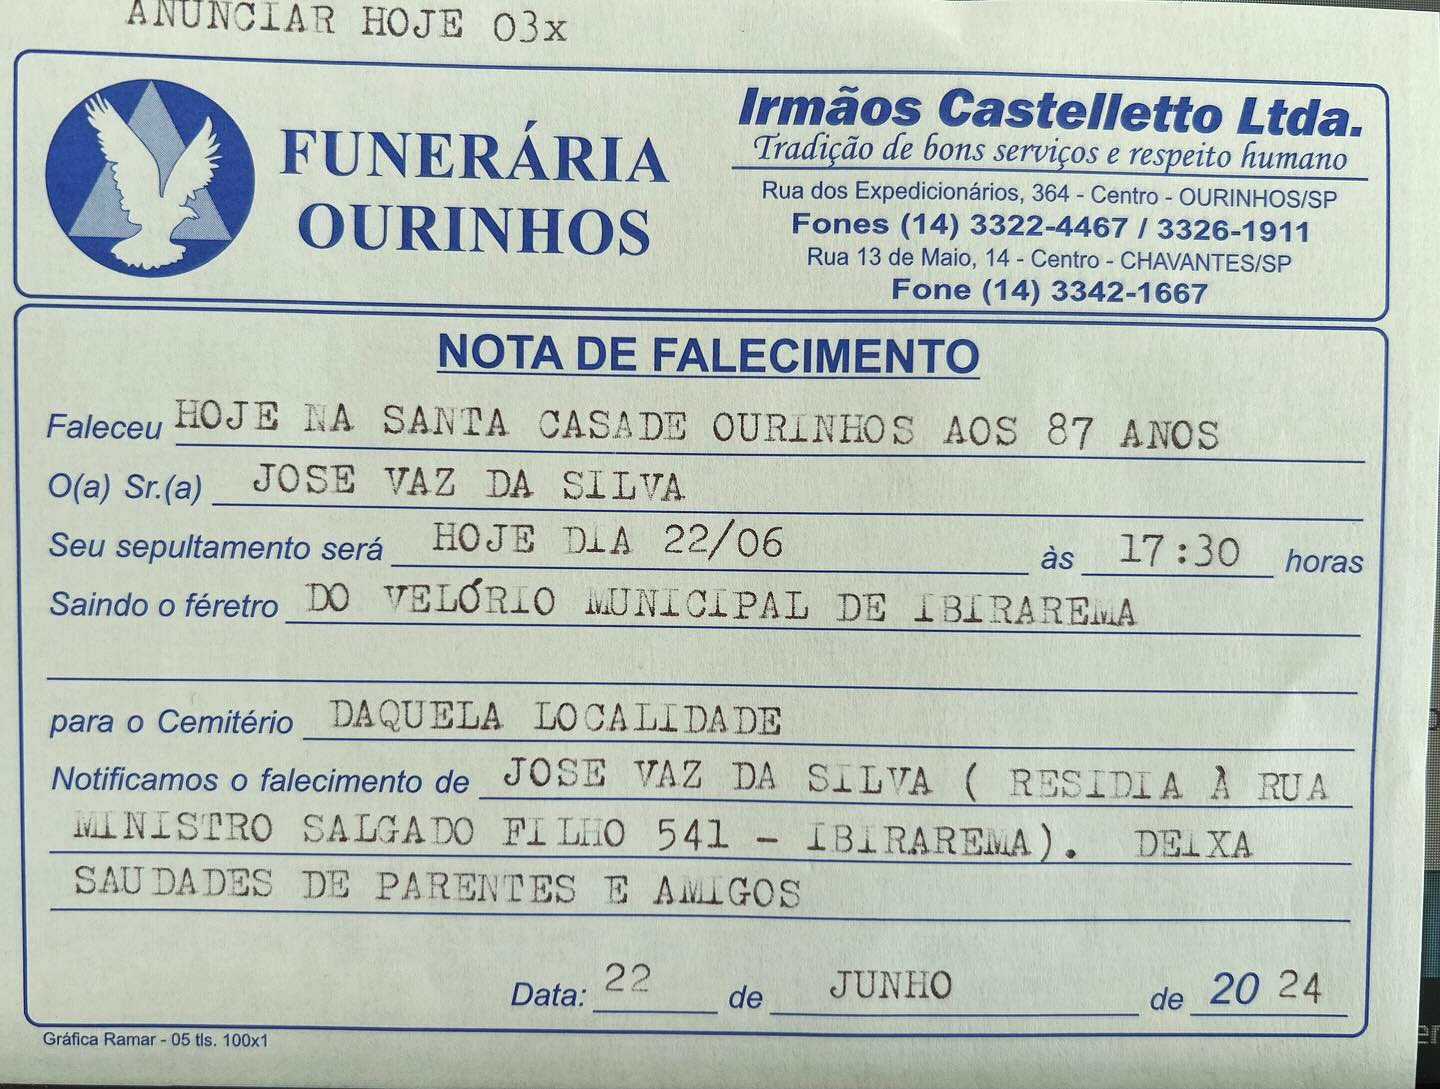 ANUNCIAR HOJE 03x
FUNERÁRIA
OURINHOS
Irmãos Castelletto Ltda.
Tradição de bons serviços e respeito humano
Rua dos Expedicionários, 364 - Centro - OURINHOS/SP
Fones (14) 3322-4467 / 3326-1911
Rua 13 de Maio, 14 - Centro - CHAVANTES/SP
Fone (14) 3342-1667
NOTA DE FALECIMENTO
Faleceu HOJE NA SANTA CASADE OURINHOS AOS 87 ANOS
O(a) Sr.(a) JOSE VAZ DA SILVA
Seu sepultamento será HOJE DIA 22/06 às 17:30 horas
Saindo o féretro DO VELÓRIO MUNICIPAL DE IBIRAREMA
para o Cemitério DAQUELA LOCALIDADE
Notificamos o falecimento de JOSE VAZ DA SILVA ( RESIDIA À RUA
MINISTRO SALGADO FILHO 541 - IBIRAREMA). DEIXA
SAUDADES DE PARENTES E AMIGOS
Data: 22 de JUNHO de 20 24
Gráfica Ramar - 05 tls. 100x1